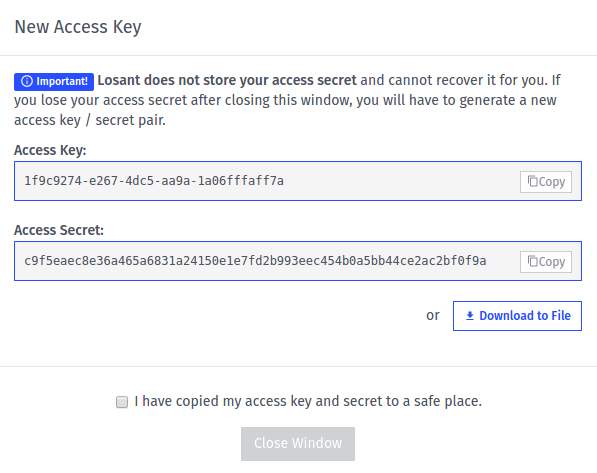 New Access Key
Important! Losant does not store your access secret and cannot recover it for you. If
you lose your access secret after closing this window, you will have to generate a new
access key / secret pair.
Access Key:
1f9c9274-e267-4dc5-aa9a-1a06fffaff7a
Copy
Access Secret:
c9f5eaec8e36a465a6831a24150e1e7fd2b993eec454b0a5bb44ce2ac2bf0f9a
Copy
or
Download to File
I have copied my access key and secret to a safe place.
Close Window